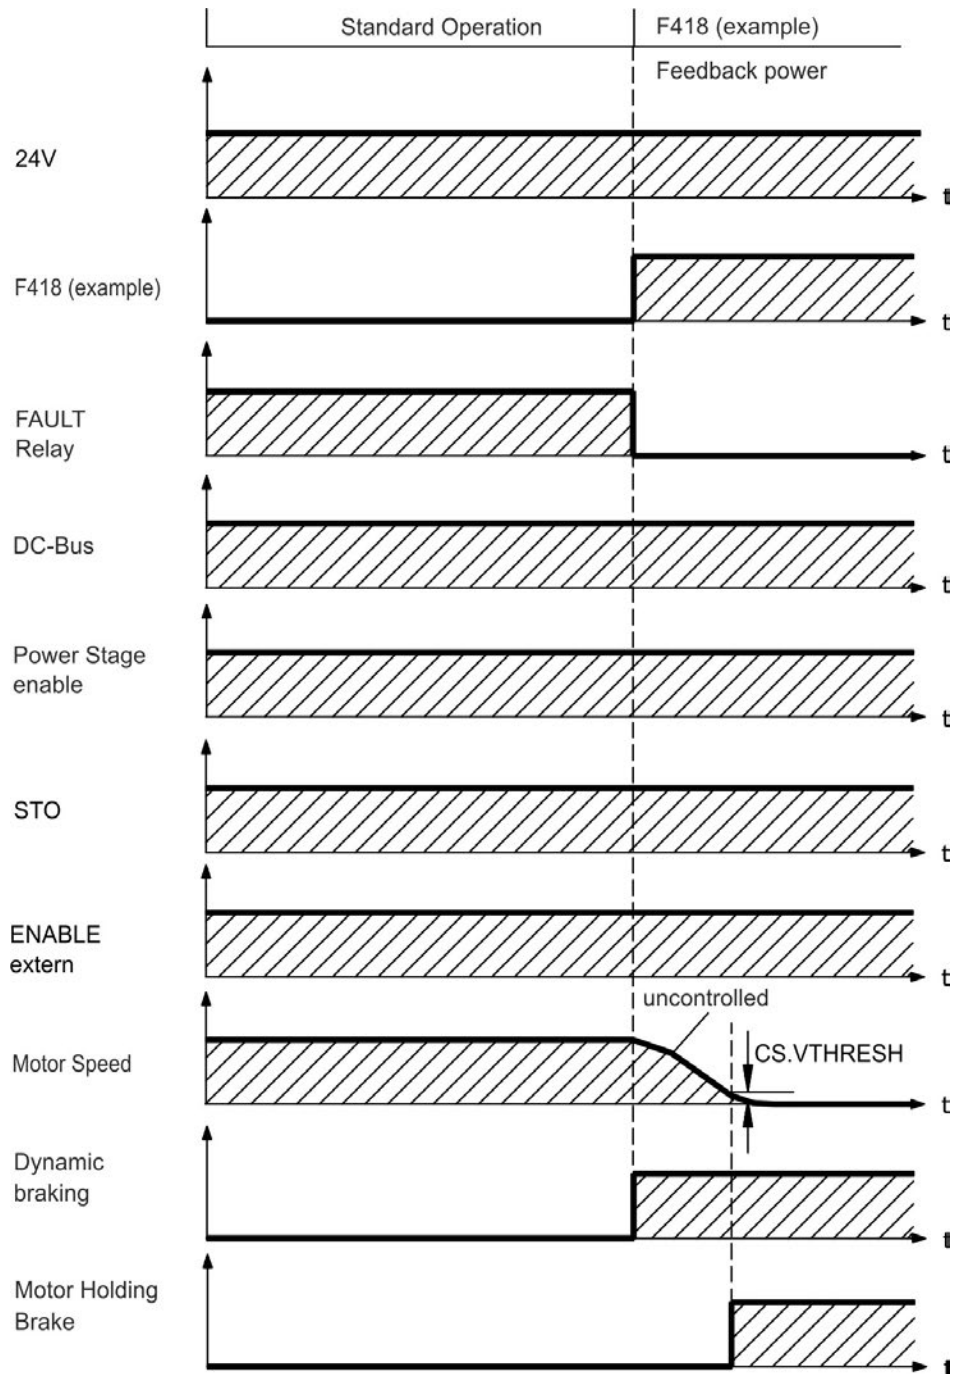 Standard Operation
F418 (example)
Feedback power
24V
t
F418 (example)
t
FAULT
Relay
t
DC-Bus
t
Power Stage
enable
t
STO
t
ENABLE
extern
t
uncontrolled
CS.VTHRESH
Motor Speed
t
Dynamic
braking
t
Motor Holding
Brake
t